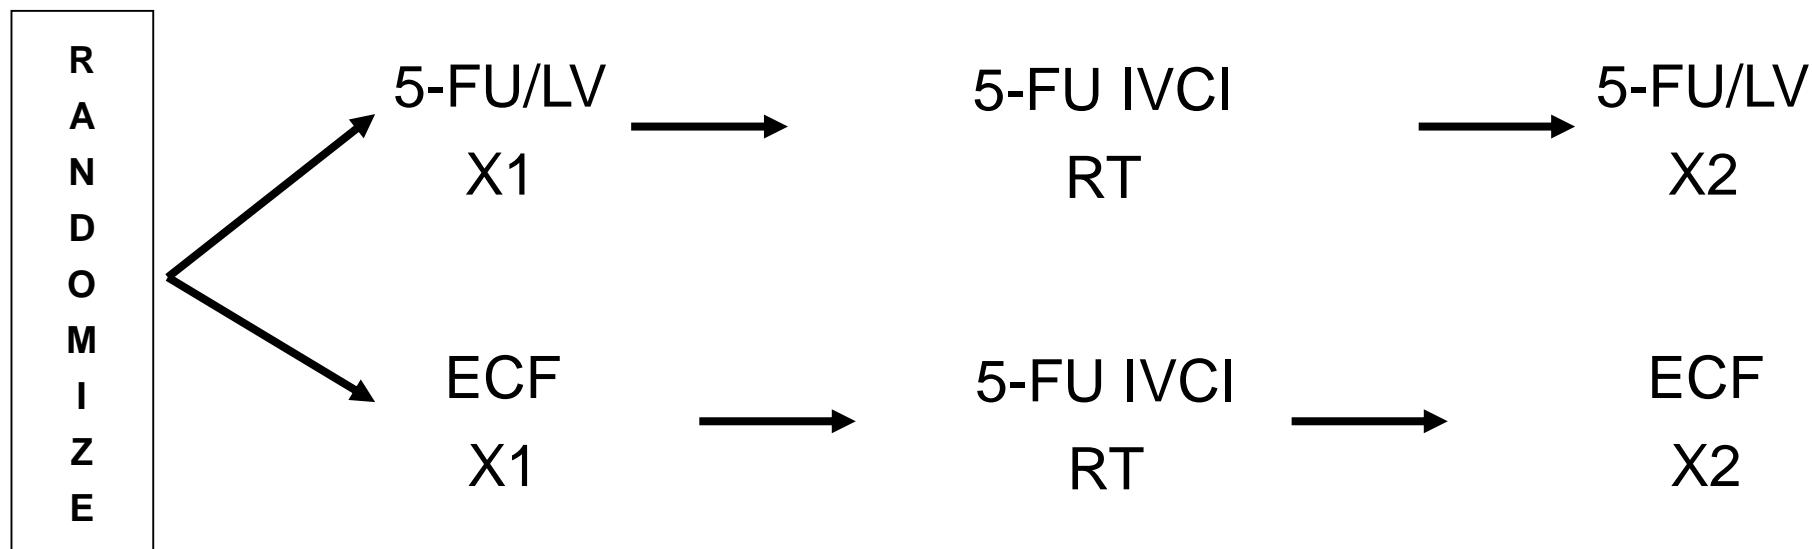 R
A
N
D
O
M
I
Z
E
5-FU/LV
X1
5-FU IVCI
RT
5-FU/LV
X2
ECF
X1
5-FU IVCI
RT
ECF
X2